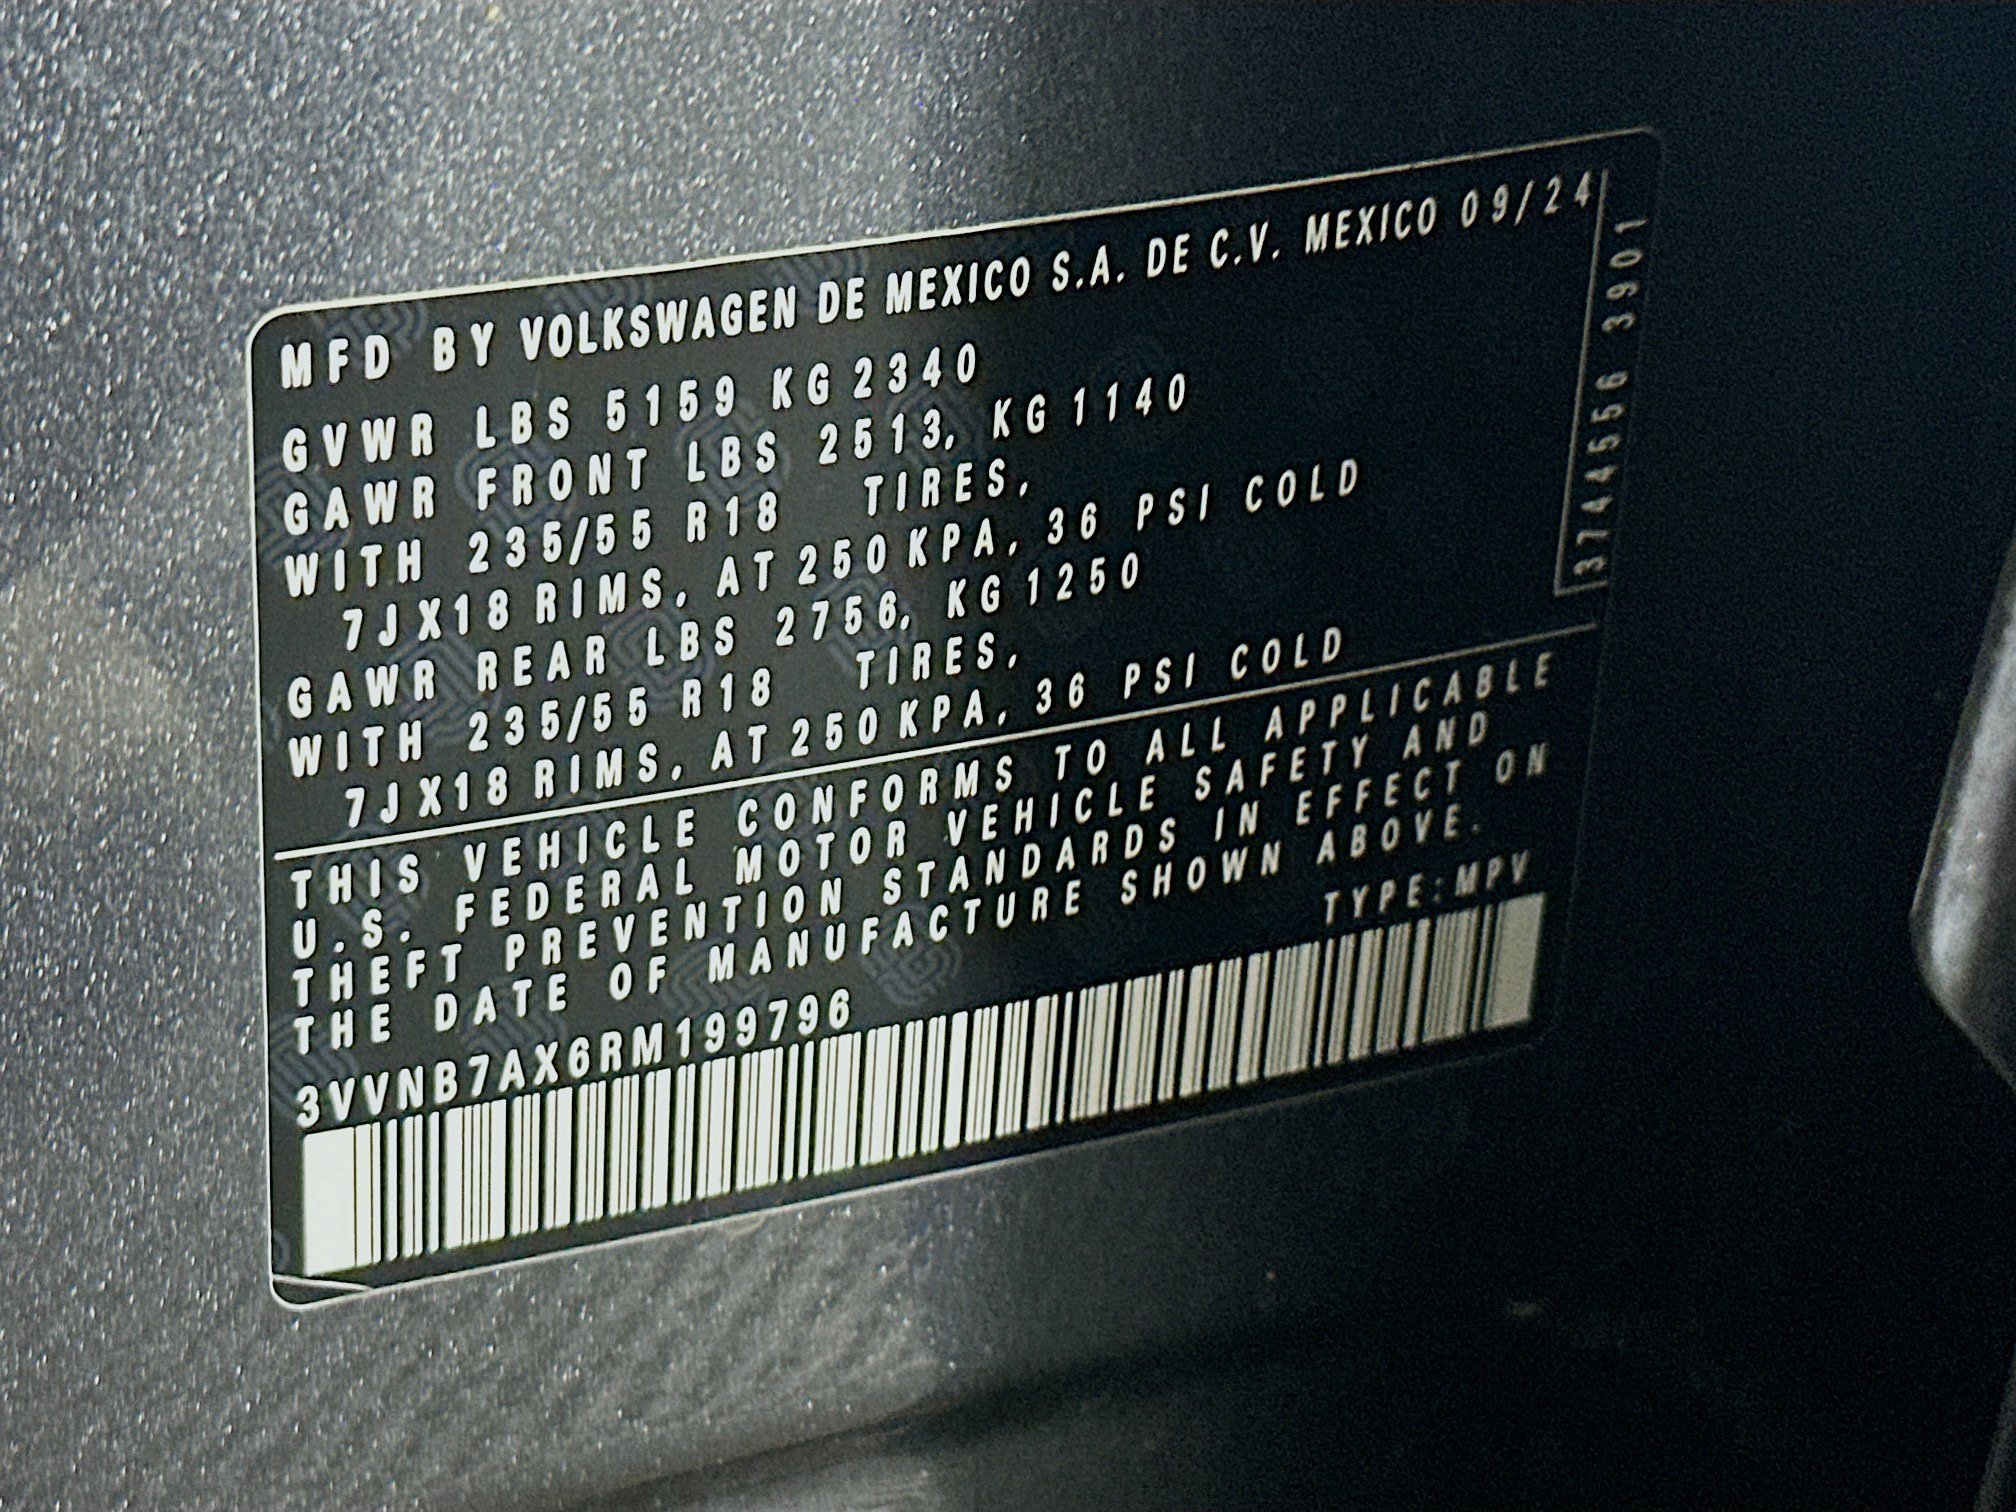 MFD BY VOLKSWAGEN DE MEXICO S.A. DE C.V. MEXICO 09/24
GVWR LBS 5159 KG 2340
GAWR FRONT LBS 2513, KG 1140
WITH 235/55 R18 TIRES,
7JX18 RIMS, AT 250 KPA, 36 PSI COLD
GAWR REAR LBS 2756, KG 1250
WITH 235/55 R18 TIRES,
7JX18 RIMS, AT 250 KPA, 36 PSI COLD
THIS VEHICLE CONFORMS TO ALL APPLICABLE
U.S. FEDERAL MOTOR VEHICLE SAFETY AND
THEFT PREVENTION STANDARDS IN EFFECT ON
THE DATE OF MANUFACTURE SHOWN ABOVE.
TYPE:MPV
3VVNB7AX6RM199796
3744556 3901